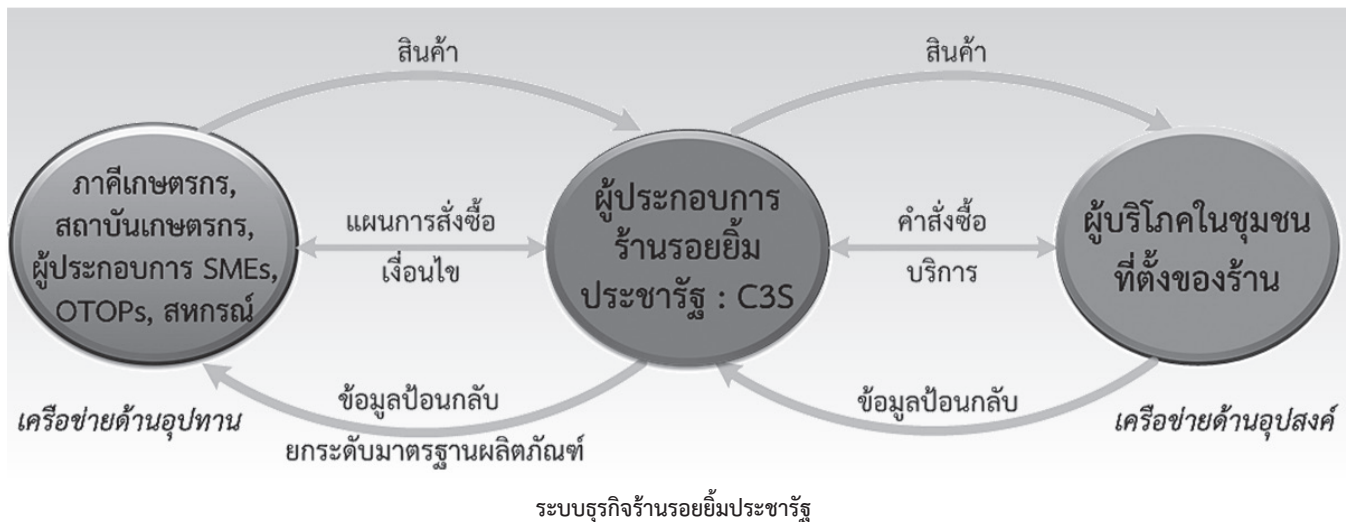 สินค้า
สินค้า
ภาคีเกษตรกร,
สถาบันเกษตรกร,
ผู้ประกอบการ SMEs,
OTOPs, สหกรณ์
แผนการสั่งซื้อ
เงื่อนไข
ผู้ประกอบการ
ร้านรอยยิ้ม
ประชารัฐ : C3S
คำสั่งซื้อ
บริการ
ผู้บริโภคในชุมชน
ที่ตั้งของร้าน
เครือข่ายด้านอุปทาน
ข้อมูลป้อนกลับ
ยกระดับมาตรฐานผลิตภัณฑ์
ข้อมูลป้อนกลับ
เครือข่ายด้านอุปสงค์
ระบบธุรกิจร้านรอยยิ้มประชารัฐ